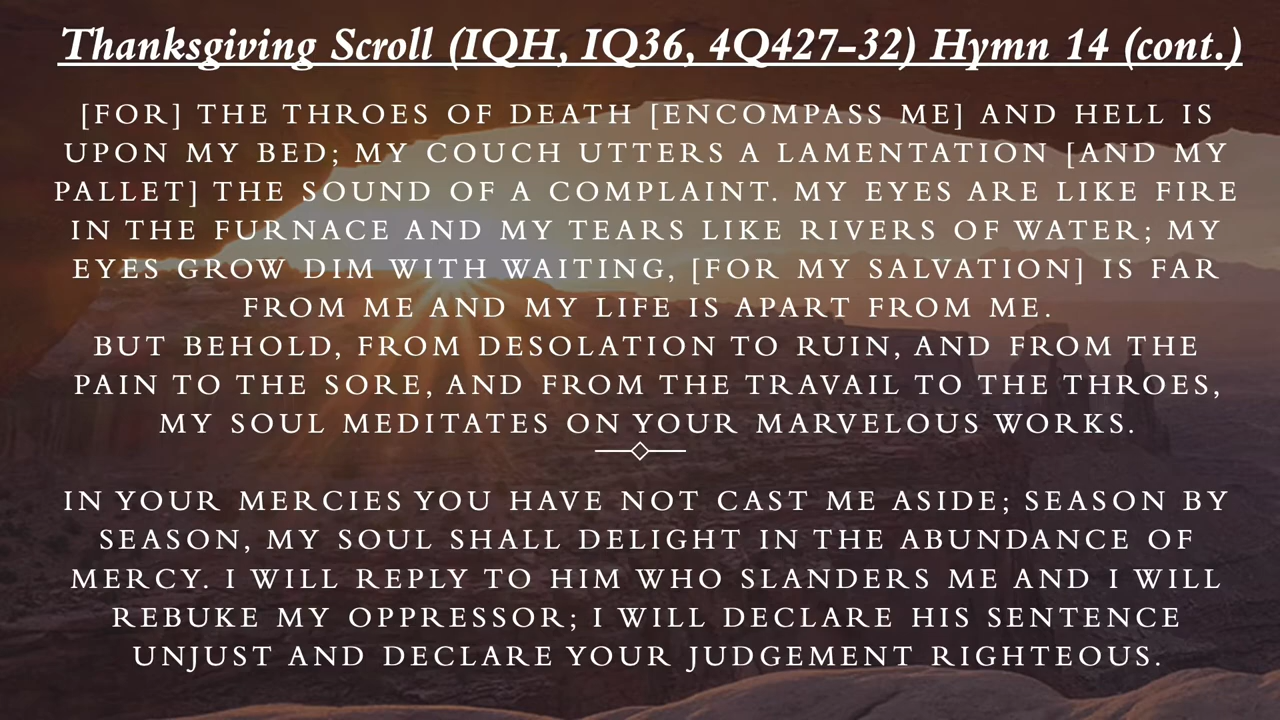 Thanksgiving Scroll (IQH, IQ36, 4Q427-32) Hymn 14 (cont.)
[FOR] THE THROES OF DEATH [ENCOMPASS ME] AND HELL IS
UPON MY BED; MY COUCH UTTERS A LAMENTATION [AND MY
PALLET] THE SOUND OF A COMPLAINT. MY EYES ARE LIKE FIRE
IN THE FURNACE AND MY TEARS LIKE RIVERS OF WATER; MY
EYES GROW DIM WITH WAITING, [FOR MY SALVATION] IS FAR
FROM ME AND MY LIFE IS APART FROM ME.
BUT BEHOLD, FROM DESOLATION TO RUIN, AND FROM THE
PAIN TO THE SORE, AND FROM THE TRAVAIL TO THE THROES,
MY SOUL MEDITATES ON YOUR MARVELOUS WORKS.
IN YOUR MERCIES YOU HAVE NOT CAST ME ASIDE; SEASON BY
SEASON, MY SOUL SHALL DELIGHT IN THE ABUNDANCE OF
MERCY. I WILL REPLY TO HIM WHO SLANDERS ME AND I WILL
REBUKE MY OPPRESSOR; I WILL DECLARE HIS SENTENCE
UNJUST AND DECLARE YOUR JUDGEMENT RIGHTEOUS.